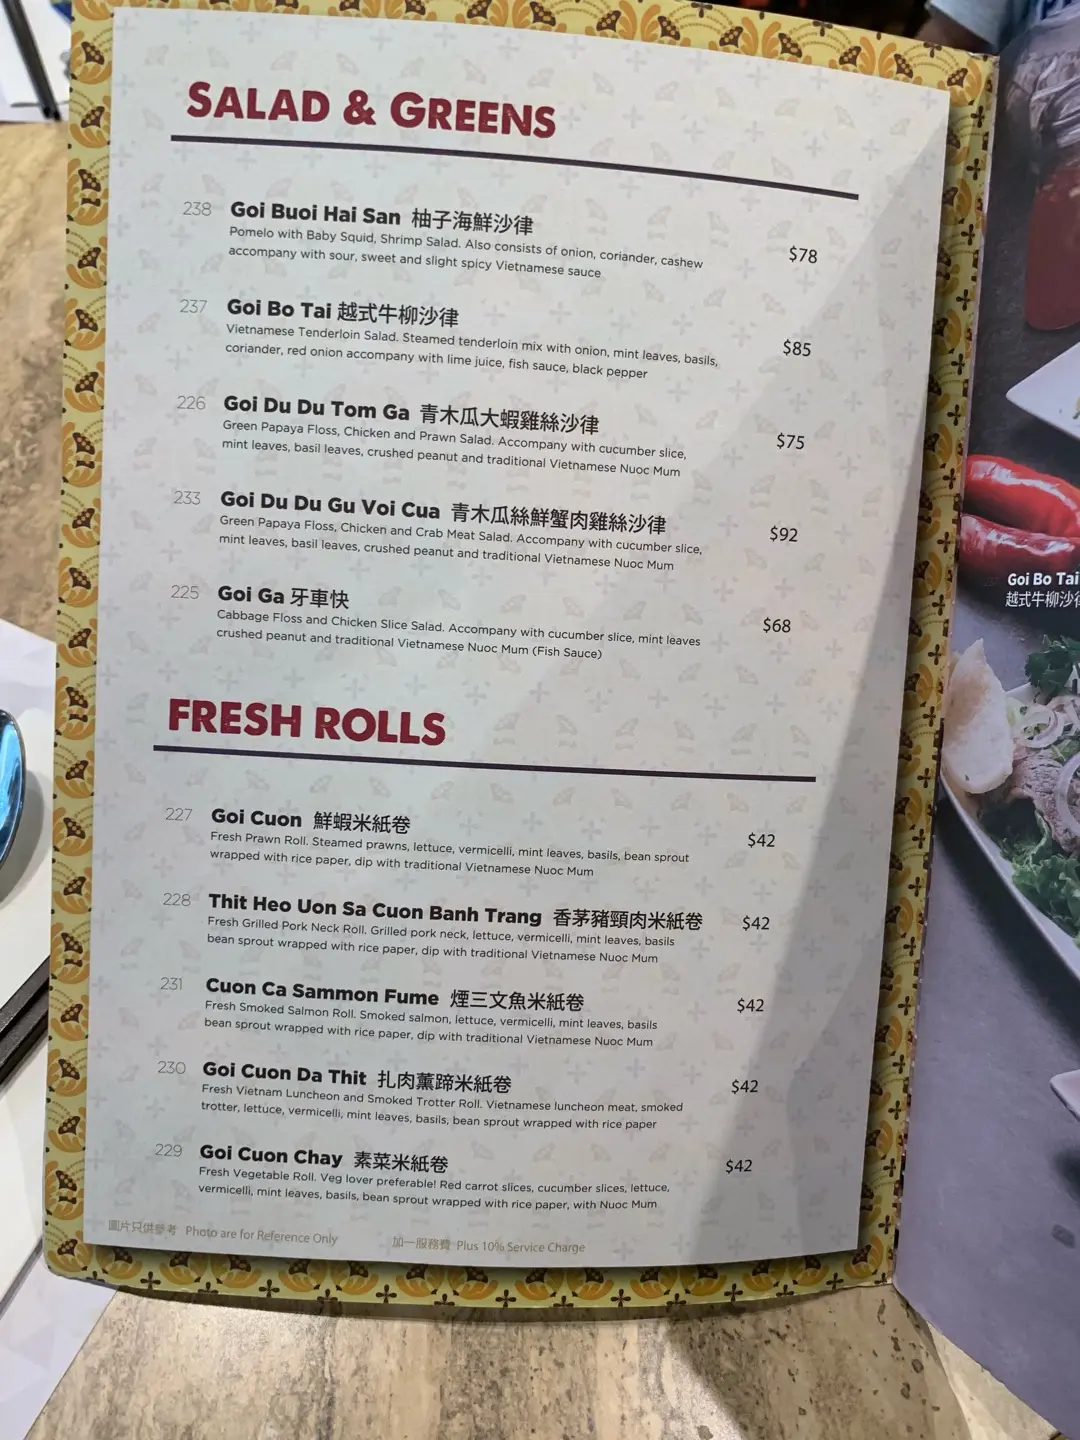 SALAD & GREENS
238 Goi Buoi Hai San 柚子海鮮沙律
Pomelo with Baby Squid, Shrimp Salad. Also consists of onion, coriander, cashew
accompany with sour, sweet and slight spicy Vietnamese sauce
$78
237 Goi Bo Tai 越式牛柳沙律
Vietnamese Tenderloin Salad. Steamed tenderloin mix with onion, mint leaves, basils,
coriander, red onion accompany with lime juice, fish sauce, black pepper
$85
226 Goi Du Du Tom Ga 青木瓜大蝦雞絲沙律
Green Papaya Floss, Chicken and Prawn Salad. Accompany with cucumber slice,
mint leaves, basil leaves, crushed peanut and traditional Vietnamese Nuoc Mum
$75
233 Goi Du Du Gu Voi Cua 青木瓜絲鮮蟹肉雞絲沙律
Green Papaya Floss, Chicken and Crab Meat Salad. Accompany with cucumber slice,
mint leaves, basil leaves, crushed peanut and traditional Vietnamese Nuoc Mum
$92
225 Goi Ga 牙車快
Cabbage Floss and Chicken Slice Salad. Accompany with cucumber slice, mint leaves
crushed peanut and traditional Vietnamese Nuoc Mum (Fish Sauce)
$68
FRESH ROLLS
227 Goi Cuon 鮮蝦米紙卷
Fresh Prawn Roll. Steamed prawns, lettuce, vermicelli, mint leaves, basils, bean sprout
wrapped with rice paper, dip with traditional Vietnamese Nuoc Mum
$42
228 Thit Heo Uon Sa Cuon Banh Trang 香茅豬頸肉米紙卷
Fresh Grilled Pork Neck Roll. Grilled pork neck, lettuce, vermicelli, mint leaves, basils
bean sprout wrapped with rice paper, dip with traditional Vietnamese Nuoc Mum
$42
231 Cuon Ca Sammon Fume 煙三文魚米紙卷
Fresh Smoked Salmon Roll. Smoked salmon, lettuce, vermicelli, mint leaves, basils
bean sprout wrapped with rice paper, dip with traditional Vietnamese Nuoc Mum
$42
230 Goi Cuon Da Thit 扎肉薰蹄米紙卷
Fresh Vietnam Luncheon and Smoked Trotter Roll. Vietnamese luncheon meat, smoked
trotter, lettuce, vermicelli, mint leaves, basils, bean sprout wrapped with rice paper
$42
229 Goi Cuon Chay 素菜米紙卷
Fresh Vegetable Roll. Veg lover preferable! Red carrot slices, cucumber slices, lettuce,
vermicelli, mint leaves, basils, bean sprout wrapped with rice paper, with Nuoc Mum
$42
圖片只供參考 Photo are for Reference Only
加一服務費 Plus 10% Service Charge
Goi Bo Tai
越式牛柳沙